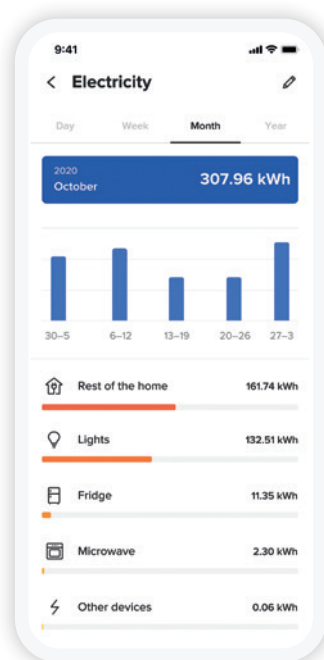 9:41
Electricity
Day Week Month Year
2020
October 307.96 kWh
30–5 6–12 13–19 20–26 27–3
Rest of the home 161.74 kWh
Lights 132.51 kWh
Fridge 11.35 kWh
Microwave 2.30 kWh
Other devices 0.06 kWh